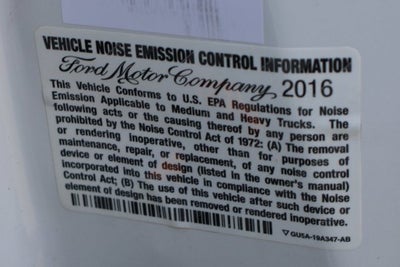 VEHICLE NOISE EMISSION CONTROL INFORMATION
Ford Motor Company 2016
This Vehicle Conforms to U.S. EPA Regulations for Noise
Emission Applicable to Medium and Heavy Trucks. The
following acts or the causing thereof by any person are
prohibited by the Noise Control Act of 1972: (A) The removal
or rendering inoperative, other than for purposes of
maintenance, repair, or replacement, of any noise control
device or element of design (listed in the owner's manual)
incorporated into this vehicle in compliance with the Noise
Control Act; (B) The use of this vehicle after such device or
element of design has been removed or rendered inoperative.
GU5A-19A347-AB